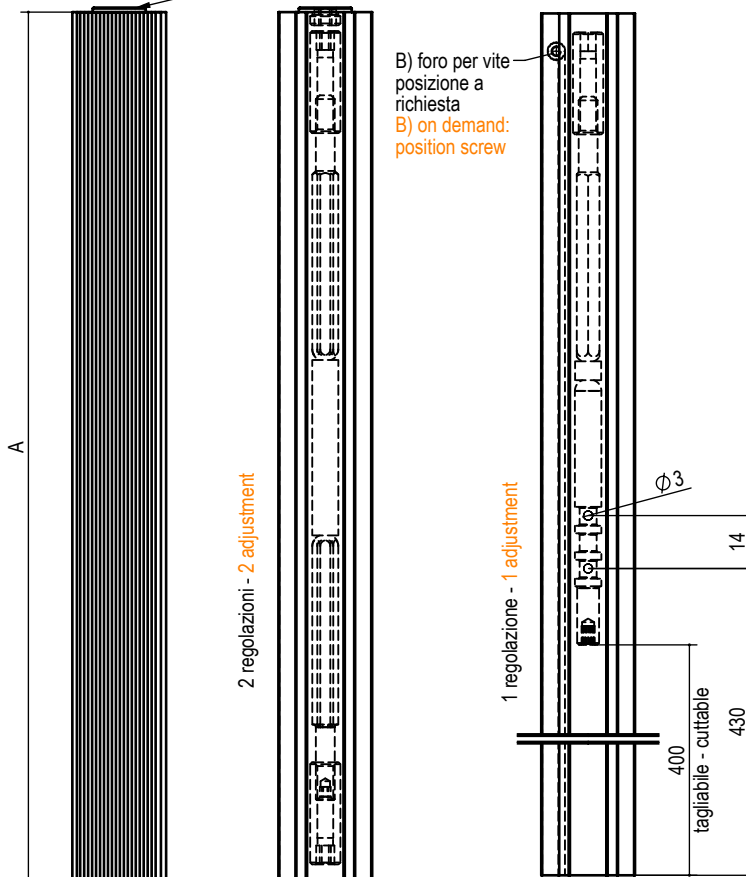 B) foro per vite
posizione a
richiesta
B) on demand:
position screw
A
2 regolazioni - 2 adjustment
1 regolazione - 1 adjustment
Ø3
14
430
400
tagliabile - cuttable